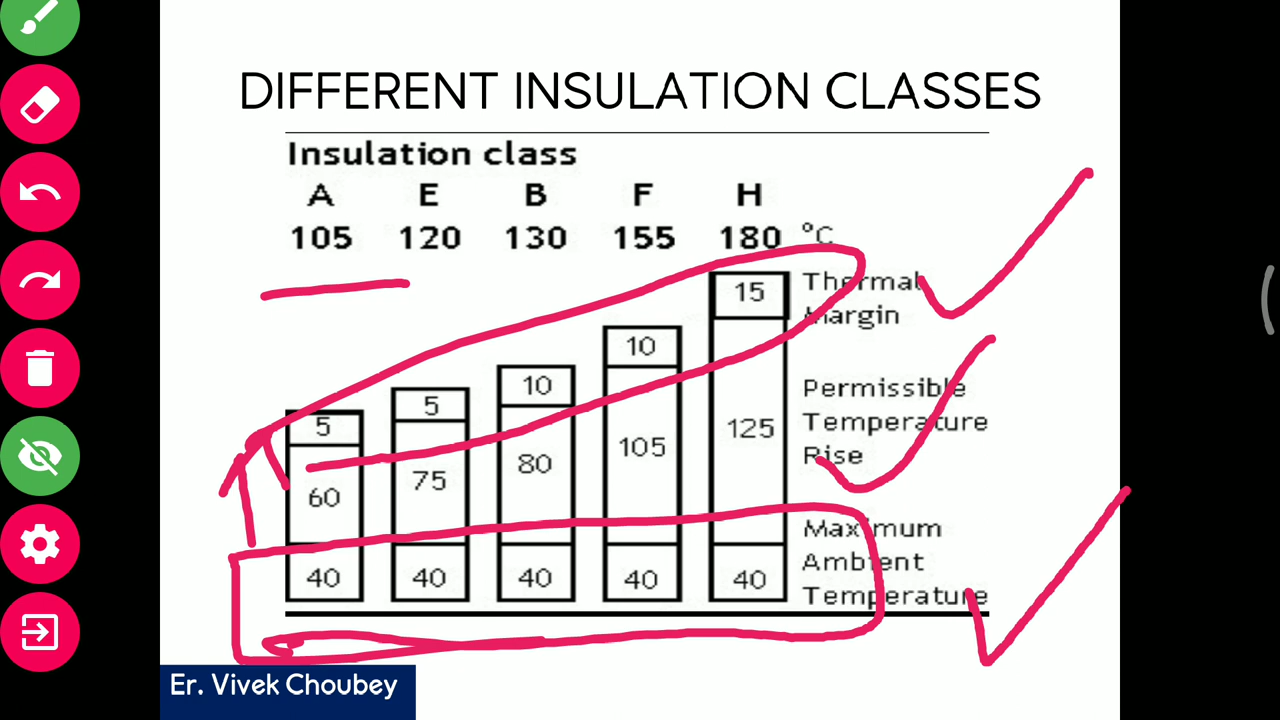 DIFFERENT INSULATION CLASSES
Insulation class
A E B F H
105 120 130 155 180 °C
15 Thermal
Margin
10
10
5
5
Permissible
Temperature
Rise
125
105
80
75
60
Maximum
Ambient
Temperature
40 40 40 40 40
Er. Vivek Choubey